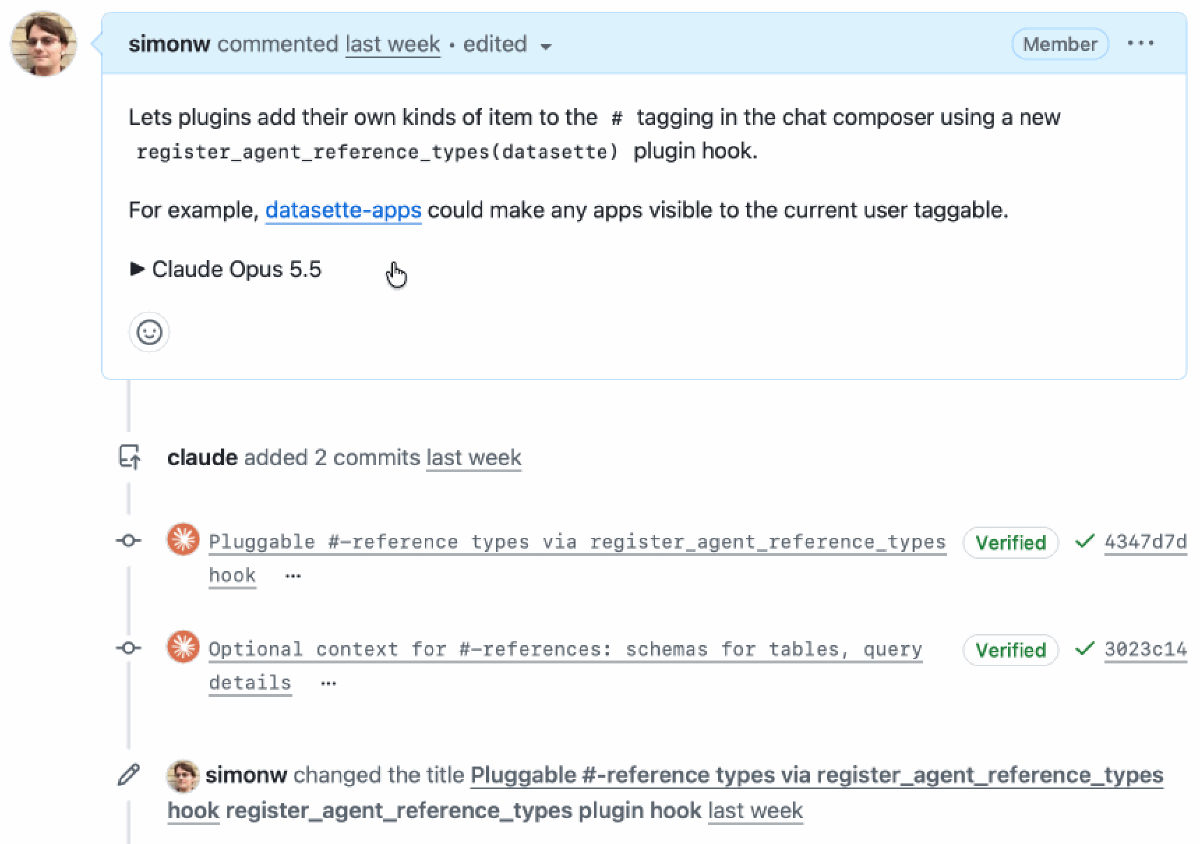 simonw commented last week • edited
Member
Lets plugins add their own kinds of item to the # tagging in the chat composer using a new
register_agent_reference_types(datasette) plugin hook.
For example, datasette-apps could make any apps visible to the current user taggable.
Claude Opus 5.5
claude added 2 commits last week
Pluggable #-reference types via register_agent_reference_types
hook ...
Verified
4347d7d
Optional context for #-references: schemas for tables, query
details ...
Verified
3023c14
simonw changed the title Pluggable #-reference types via register_agent_reference_types
hook register_agent_reference_types plugin hook last week